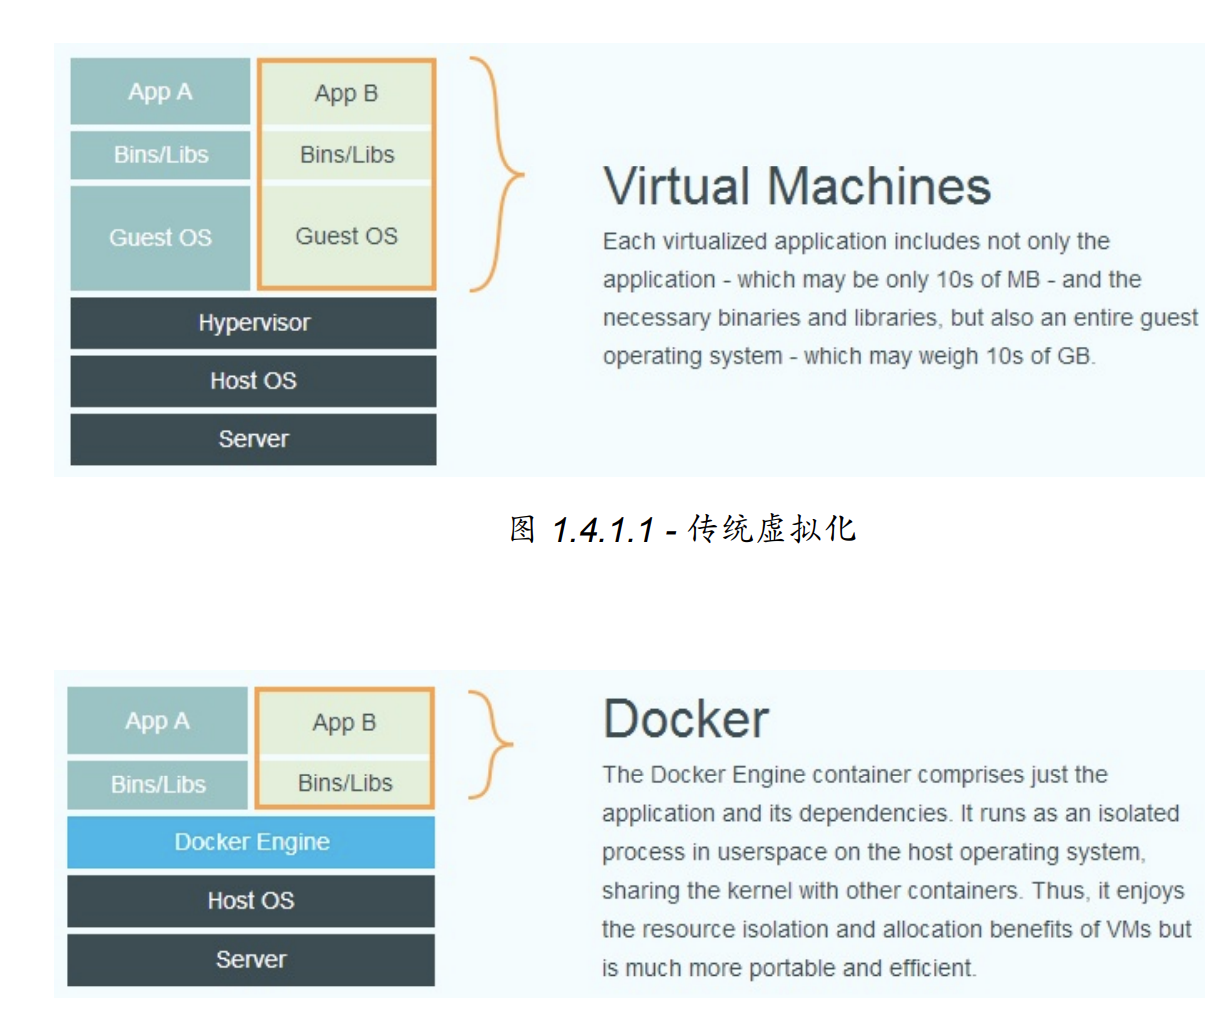 App A
App B
Bins/Libs
Bins/Libs
Guest OS
Guest OS
Hypervisor
Host OS
Server
Virtual Machines
Each virtualized application includes not only the
application - which may be only 10s of MB - and the
necessary binaries and libraries, but also an entire guest
operating system - which may weigh 10s of GB.
图 1.4.1.1 - 传统虚拟化
App A
App B
Bins/Libs
Bins/Libs
Docker Engine
Host OS
Server
Docker
The Docker Engine container comprises just the
application and its dependencies. It runs as an isolated
process in userspace on the host operating system,
sharing the kernel with other containers. Thus, it enjoys
the resource isolation and allocation benefits of VMs but
is much more portable and efficient.